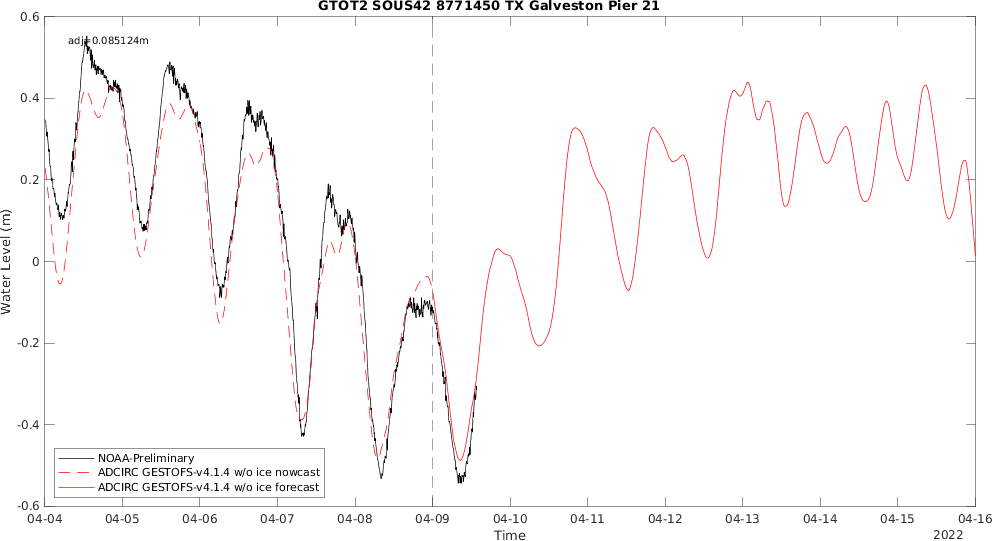 GTOT2 SOUS42 8771450 TX Galveston Pier 21
adj=0.085124m
Water Level (m)
0.6
0.4
0.2
0
-0.2
-0.4
-0.6
NOAA-Preliminary
ADCIRC GESTOFS-v4.1.4 w/o ice nowcast
ADCIRC GESTOFS-v4.1.4 w/o ice forecast
04-04 04-05 04-06 04-07 04-08 04-09 04-10 04-11 04-12 04-13 04-14 04-15 04-16
Time
2022